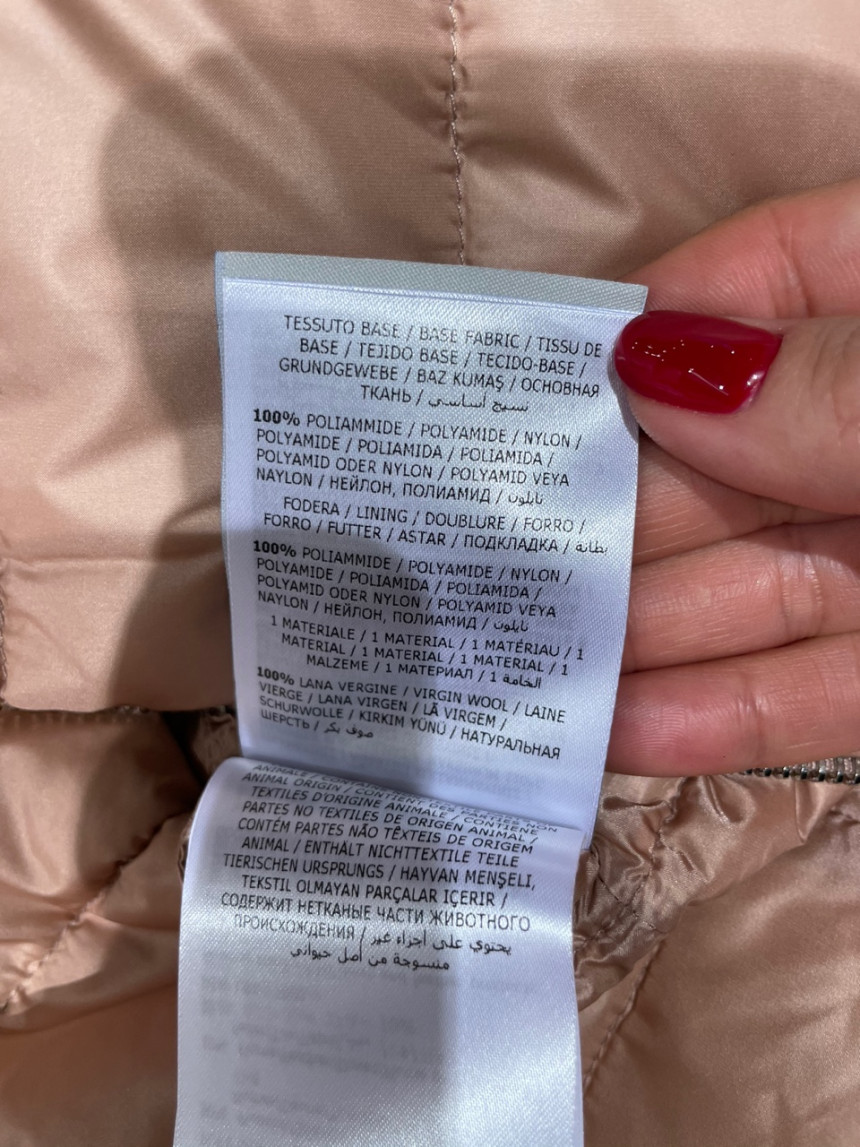 TESSUTO BASE / BASE FABRIC / TISSU DE
BASE / TEJIDO BASE / TECIDO-BASE /
GRUNDGEWEBE / BAZ KUMAŞ / ОСНОВНАЯ
ТКАНЬ / نسيج أساسي
100% POLIAMMIDE / POLYAMIDE / NYLON /
POLYAMIDE / POLIAMIDA / POLIAMIDA /
POLYAMID ODER NYLON / POLYAMID VEYA
NAYLON / НЕЙЛОН, ПОЛИАМИД / نايلون
FODERA / LINING / DOUBLURE / FORRO /
FORRO / FUTTER / ASTAR / ПОДКЛАДКА / بطانة
100% POLIAMMIDE / POLYAMIDE / NYLON /
POLYAMIDE / POLIAMIDA / POLIAMIDA /
POLYAMID ODER NYLON / POLYAMID VEYA
NAYLON / НЕЙЛОН, ПОЛИАМИД / نايلون
1 MATERIALE / 1 MATERIAL / 1 MATÉRIAU / 1
MATERIAL / 1 MATERIAL / 1 MATERIAL / 1
MALZEME / 1 МАТЕРИАЛ / 1 الخامة
100% LANA VERGINE / VIRGIN WOOL / LAINE
VIERGE / LANA VIRGEN / LÃ VIRGEM /
SCHURWOLLE / KIRKIM YÜNÜ / НАТУРАЛЬНАЯ
ШЕРСТЬ / صوف بكر
ANIMALE / CONTIENT DES PARTIES NON
ANIMAL ORIGIN / CONTIENT DES PARTIES NON
TEXTILES D'ORIGINE ANIMALE / CONTIENE
PARTES NO TEXTILES DE ORIGEN ANIMAL /
CONTÉM PARTES NÃO TÊXTEIS DE ORIGEM
ANIMAL / ENTHÄLT NICHTTEXTILE TEILE
TIERISCHEN URSPRUNGS / HAYVAN MENŞELİ,
TEKSTIL OLMAYAN PARÇALAR IÇERIR /
СОДЕРЖИТ НЕТКАНЫЕ ЧАСТИ ЖИВОТНОГО
ПРОИСХОЖДЕНИЯ / يحتوي على أجزاء غير
منسوجة من أصل حيواني